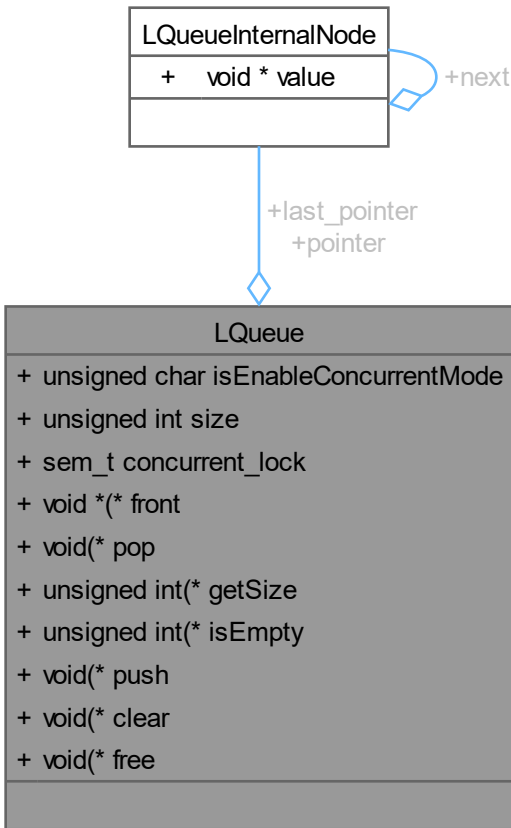 LQueueInternalNode
+ void * value
+next
+last_pointer
+pointer
LQueue
+ unsigned char isEnableConcurrentMode
+ unsigned int size
+ sem_t concurrent_lock
+ void *(* front
+ void(* pop
+ unsigned int(* getSize
+ unsigned int(* isEmpty
+ void(* push
+ void(* clear
+ void(* free